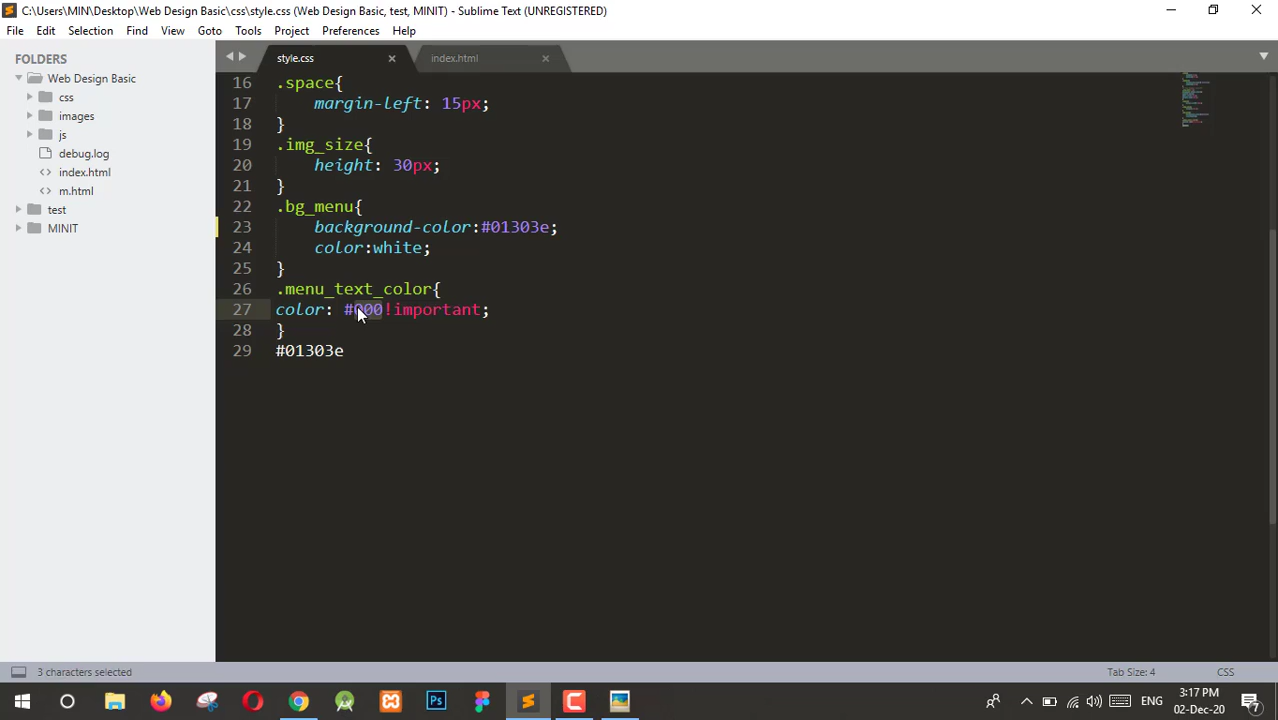 C:\Users\MIN\Desktop\Web Design Basic\css\style.css (Web Design Basic, test, MINIT) - Sublime Text (UNREGISTERED)
File Edit Selection Find View Goto Tools Project Preferences Help
FOLDERS
Web Design Basic
css
images
js
debug.log
index.html
m.html
test
MINIT
style.css
index.html
16 .space{
17 margin-left: 15px;
18 }
19 .img_size{
20 height: 30px;
21 }
22 .bg_menu{
23 background-color:#01303e;
24 color:white;
25 }
26 .menu_text_color{
27 color: #000!important;
28 }
29 #01303e
3 characters selected
Tab Size: 4
CSS
Ps
ENG
3:17 PM
02-Dec-20
7